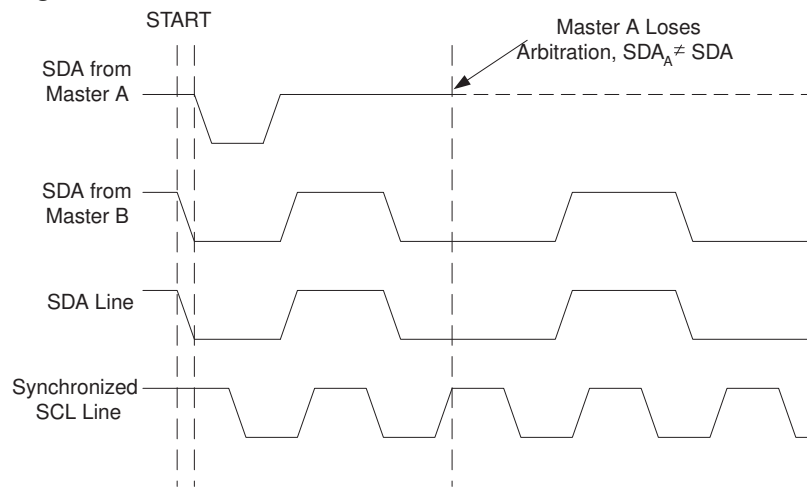 START
Master A Loses
Arbitration, SDA_A ≠ SDA
SDA from
Master A
SDA from
Master B
SDA Line
Synchronized
SCL Line